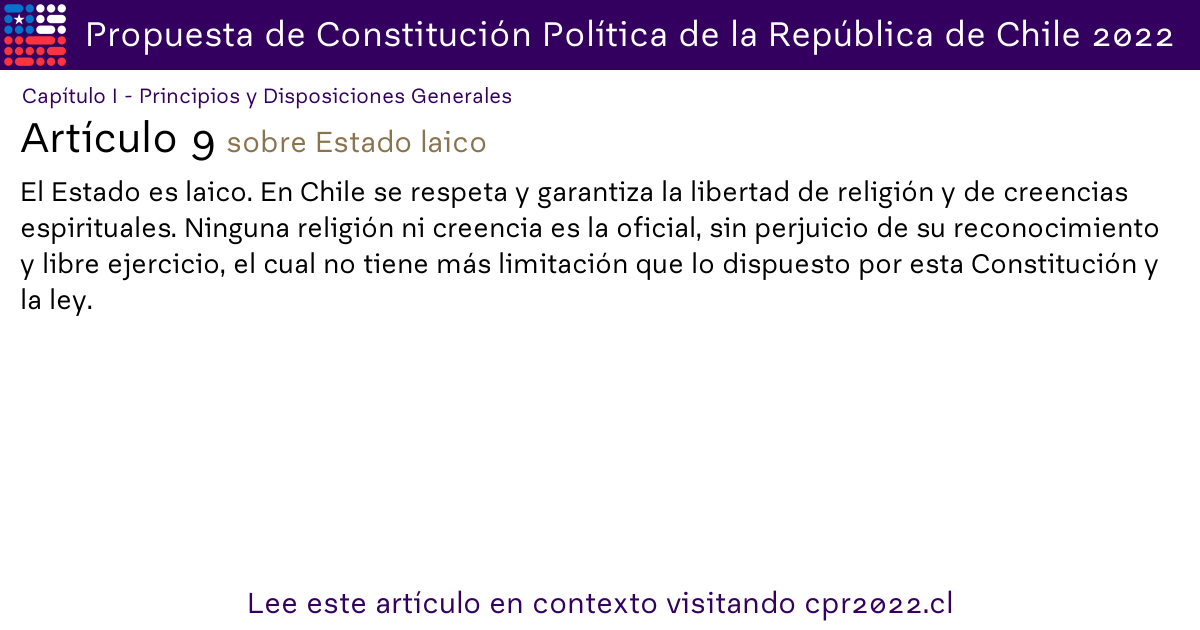 Propuesta de Constitución Política de la República de Chile 2022
Capítulo I - Principios y Disposiciones Generales
Artículo 9 sobre Estado laico
El Estado es laico. En Chile se respeta y garantiza la libertad de religión y de creencias
espirituales. Ninguna religión ni creencia es la oficial, sin perjuicio de su reconocimiento
y libre ejercicio, el cual no tiene más limitación que lo dispuesto por esta Constitución y
la ley.
Lee este artículo en contexto visitando cpr2022.cl